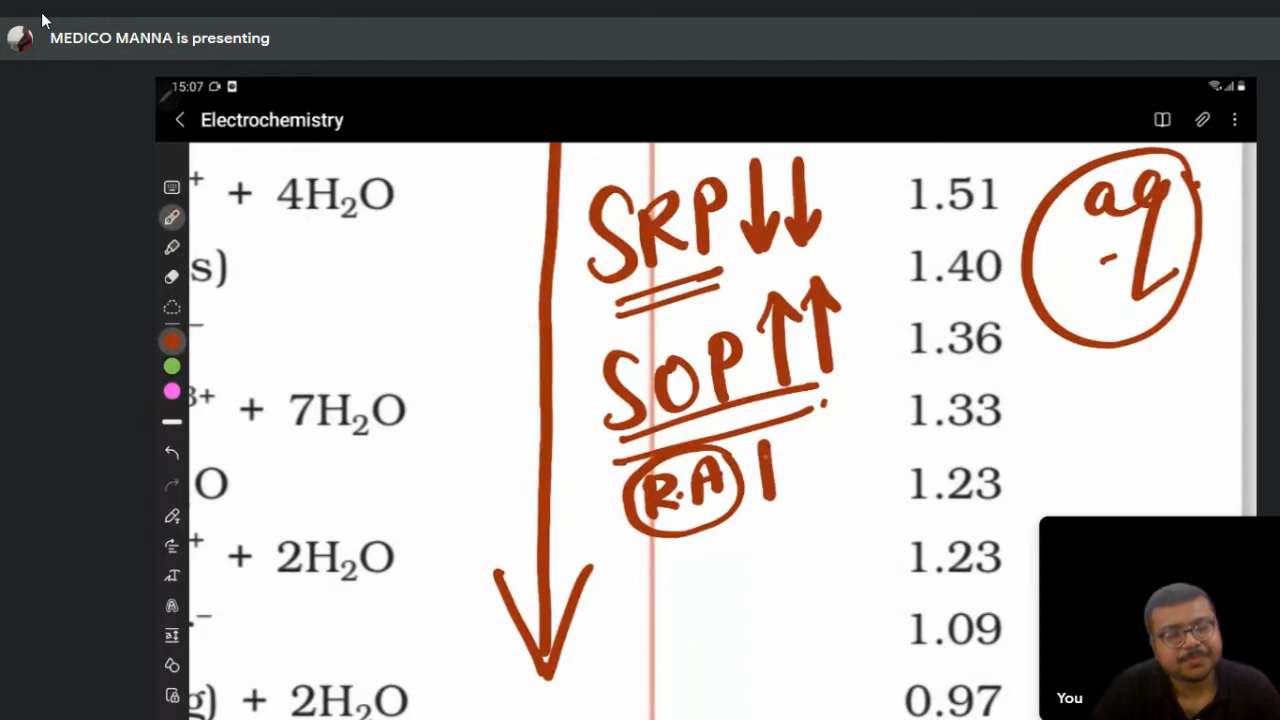 MEDICO MANNA is presenting
15:07
Electrochemistry
⁺ + 4H₂O SRP ↓↓ 1.51 aq
s) 1.40
⁻ SOP ↑↑ 1.36
³⁺ + 7H₂O 1.33
O R.A 1.23
⁺ + 2H₂O 1.23
⁻ 1.09
g) + 2H₂O 0.97
You